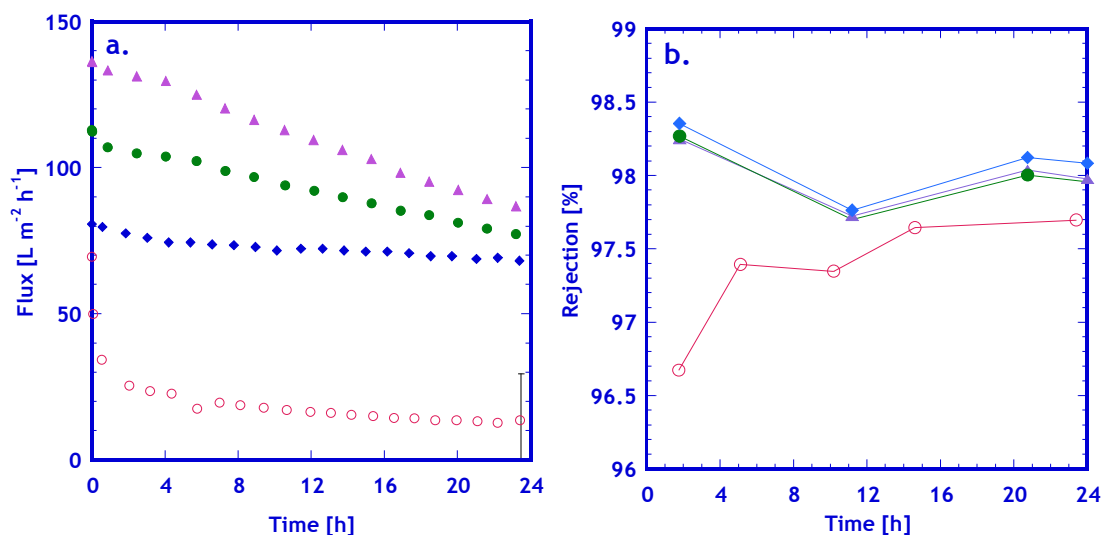 a.
150
100
50
0
Flux [L m⁻² h⁻¹]
0 4 8 12 16 20 24
Time [h]
b.
99
98.5
98
97.5
97
96.5
96
Rejection [%]
0 4 8 12 16 20 24
Time [h]